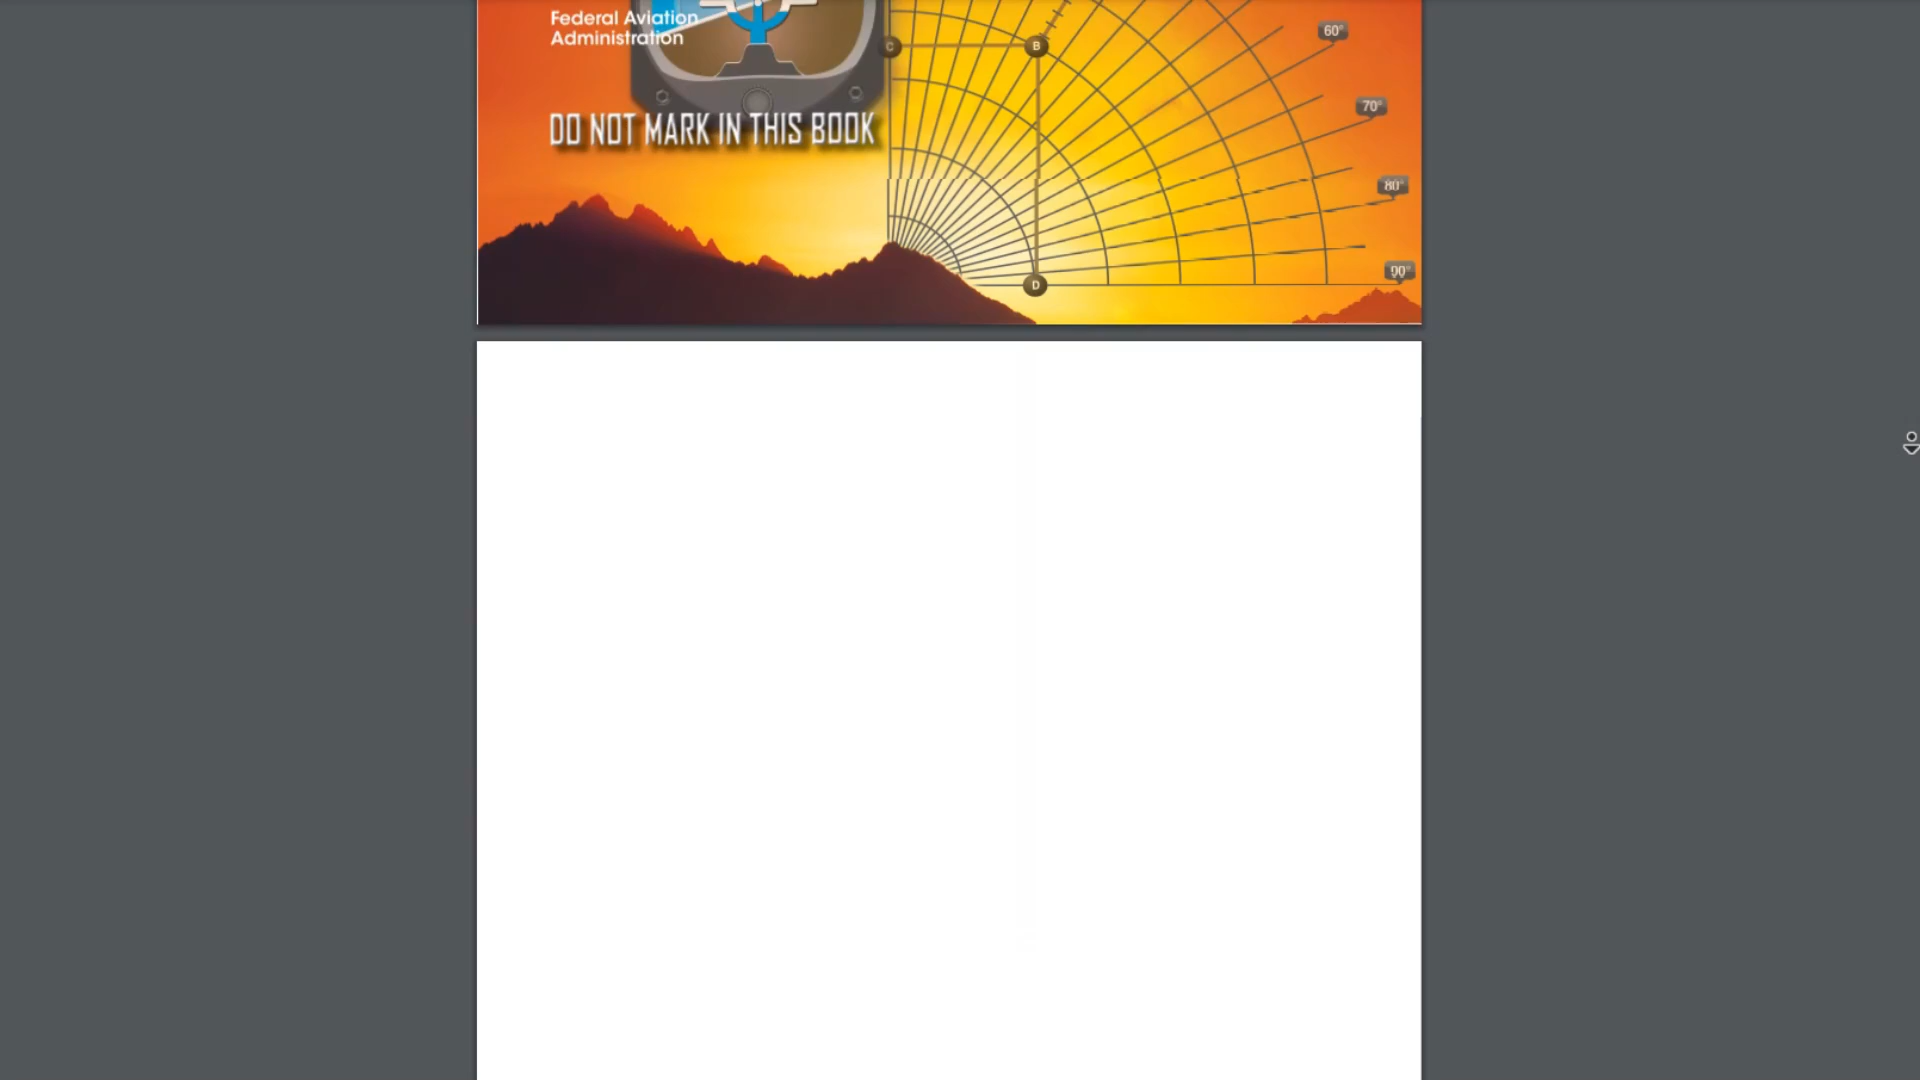 Federal Aviation
Administration
60°
C
B
70°
DO NOT MARK IN THIS BOOK
80°
90°
D